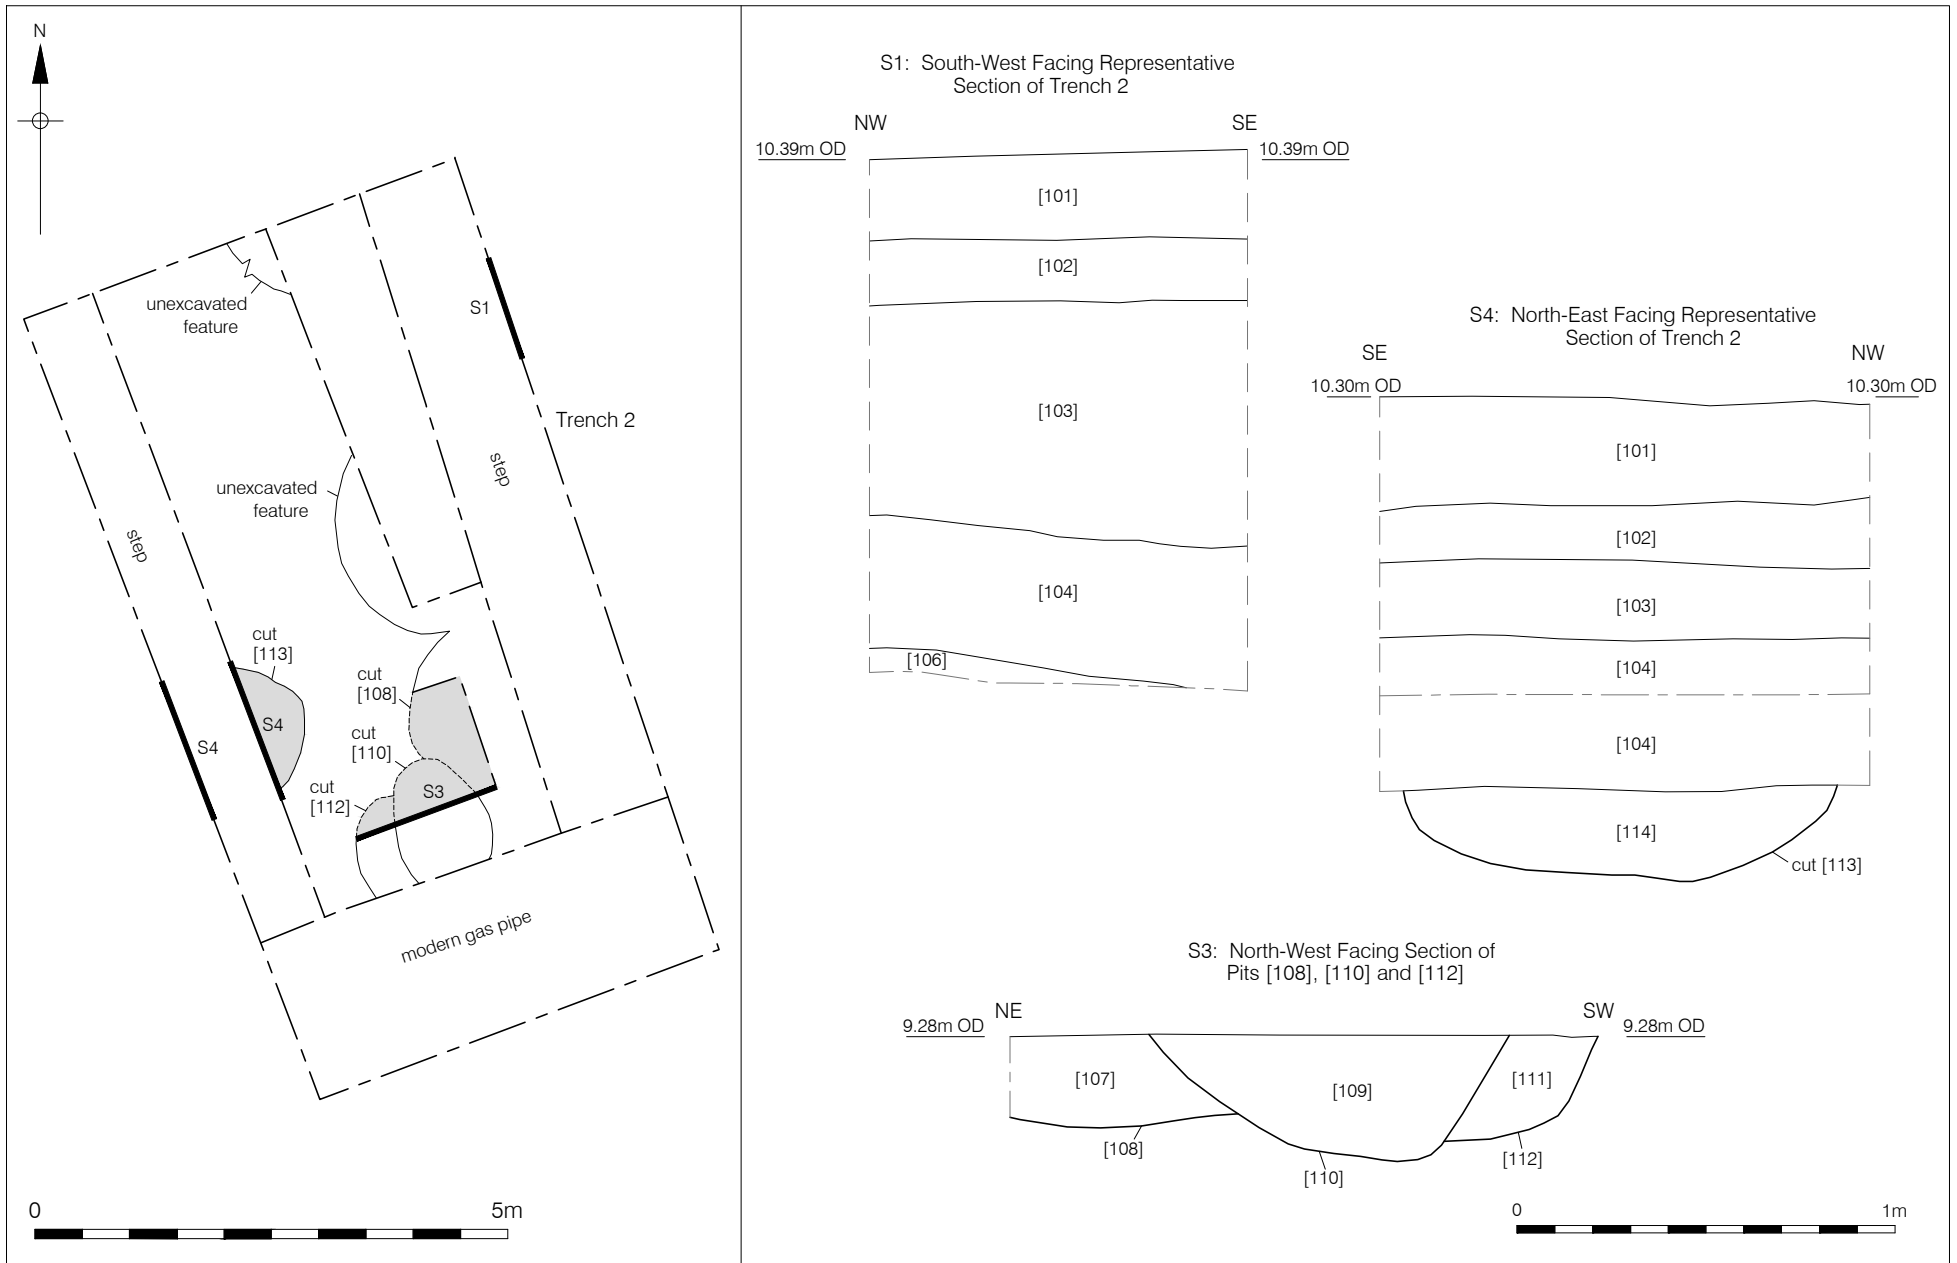 N
unexcavated
feature
S1
Trench 2
step
unexcavated
feature
step
cut
[113]
cut
[108]
S4
S4
cut
[110]
cut
[112]
S3
modern gas pipe
0 5m
S1: South-West Facing Representative
Section of Trench 2
NW SE
10.39m OD 10.39m OD
[101]
[102]
[103]
[104]
[106]
S4: North-East Facing Representative
Section of Trench 2
SE NW
10.30m OD 10.30m OD
[101]
[102]
[103]
[104]
[104]
[114]
cut [113]
S3: North-West Facing Section of
Pits [108], [110] and [112]
NE SW
9.28m OD 9.28m OD
[107]
[109]
[111]
[108]
[110]
[112]
0 1m